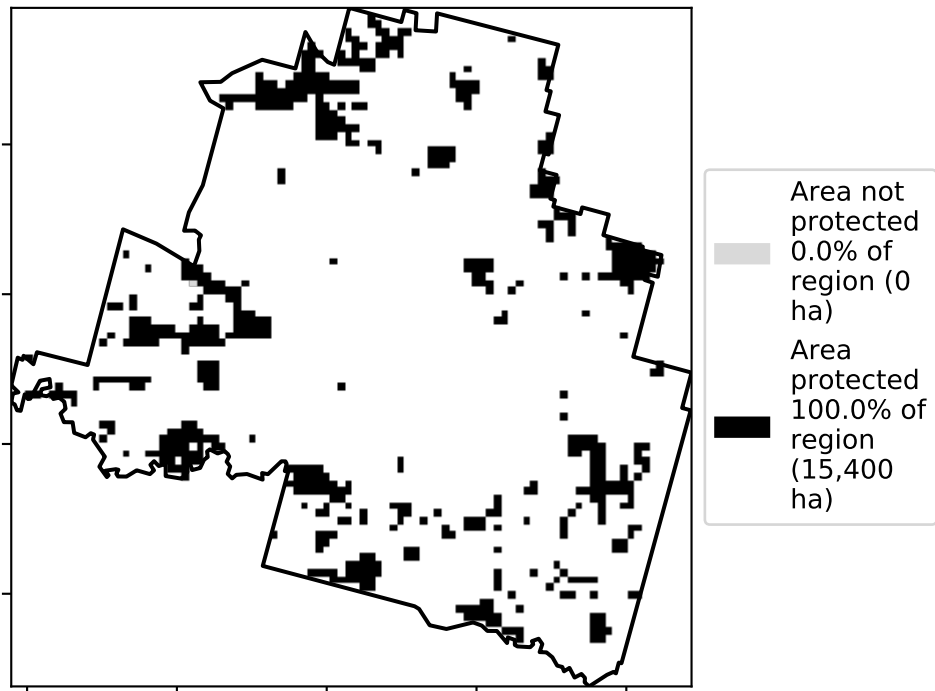 Area not
protected
0.0% of
region (0
ha)
Area
protected
100.0% of
region
(15,400
ha)